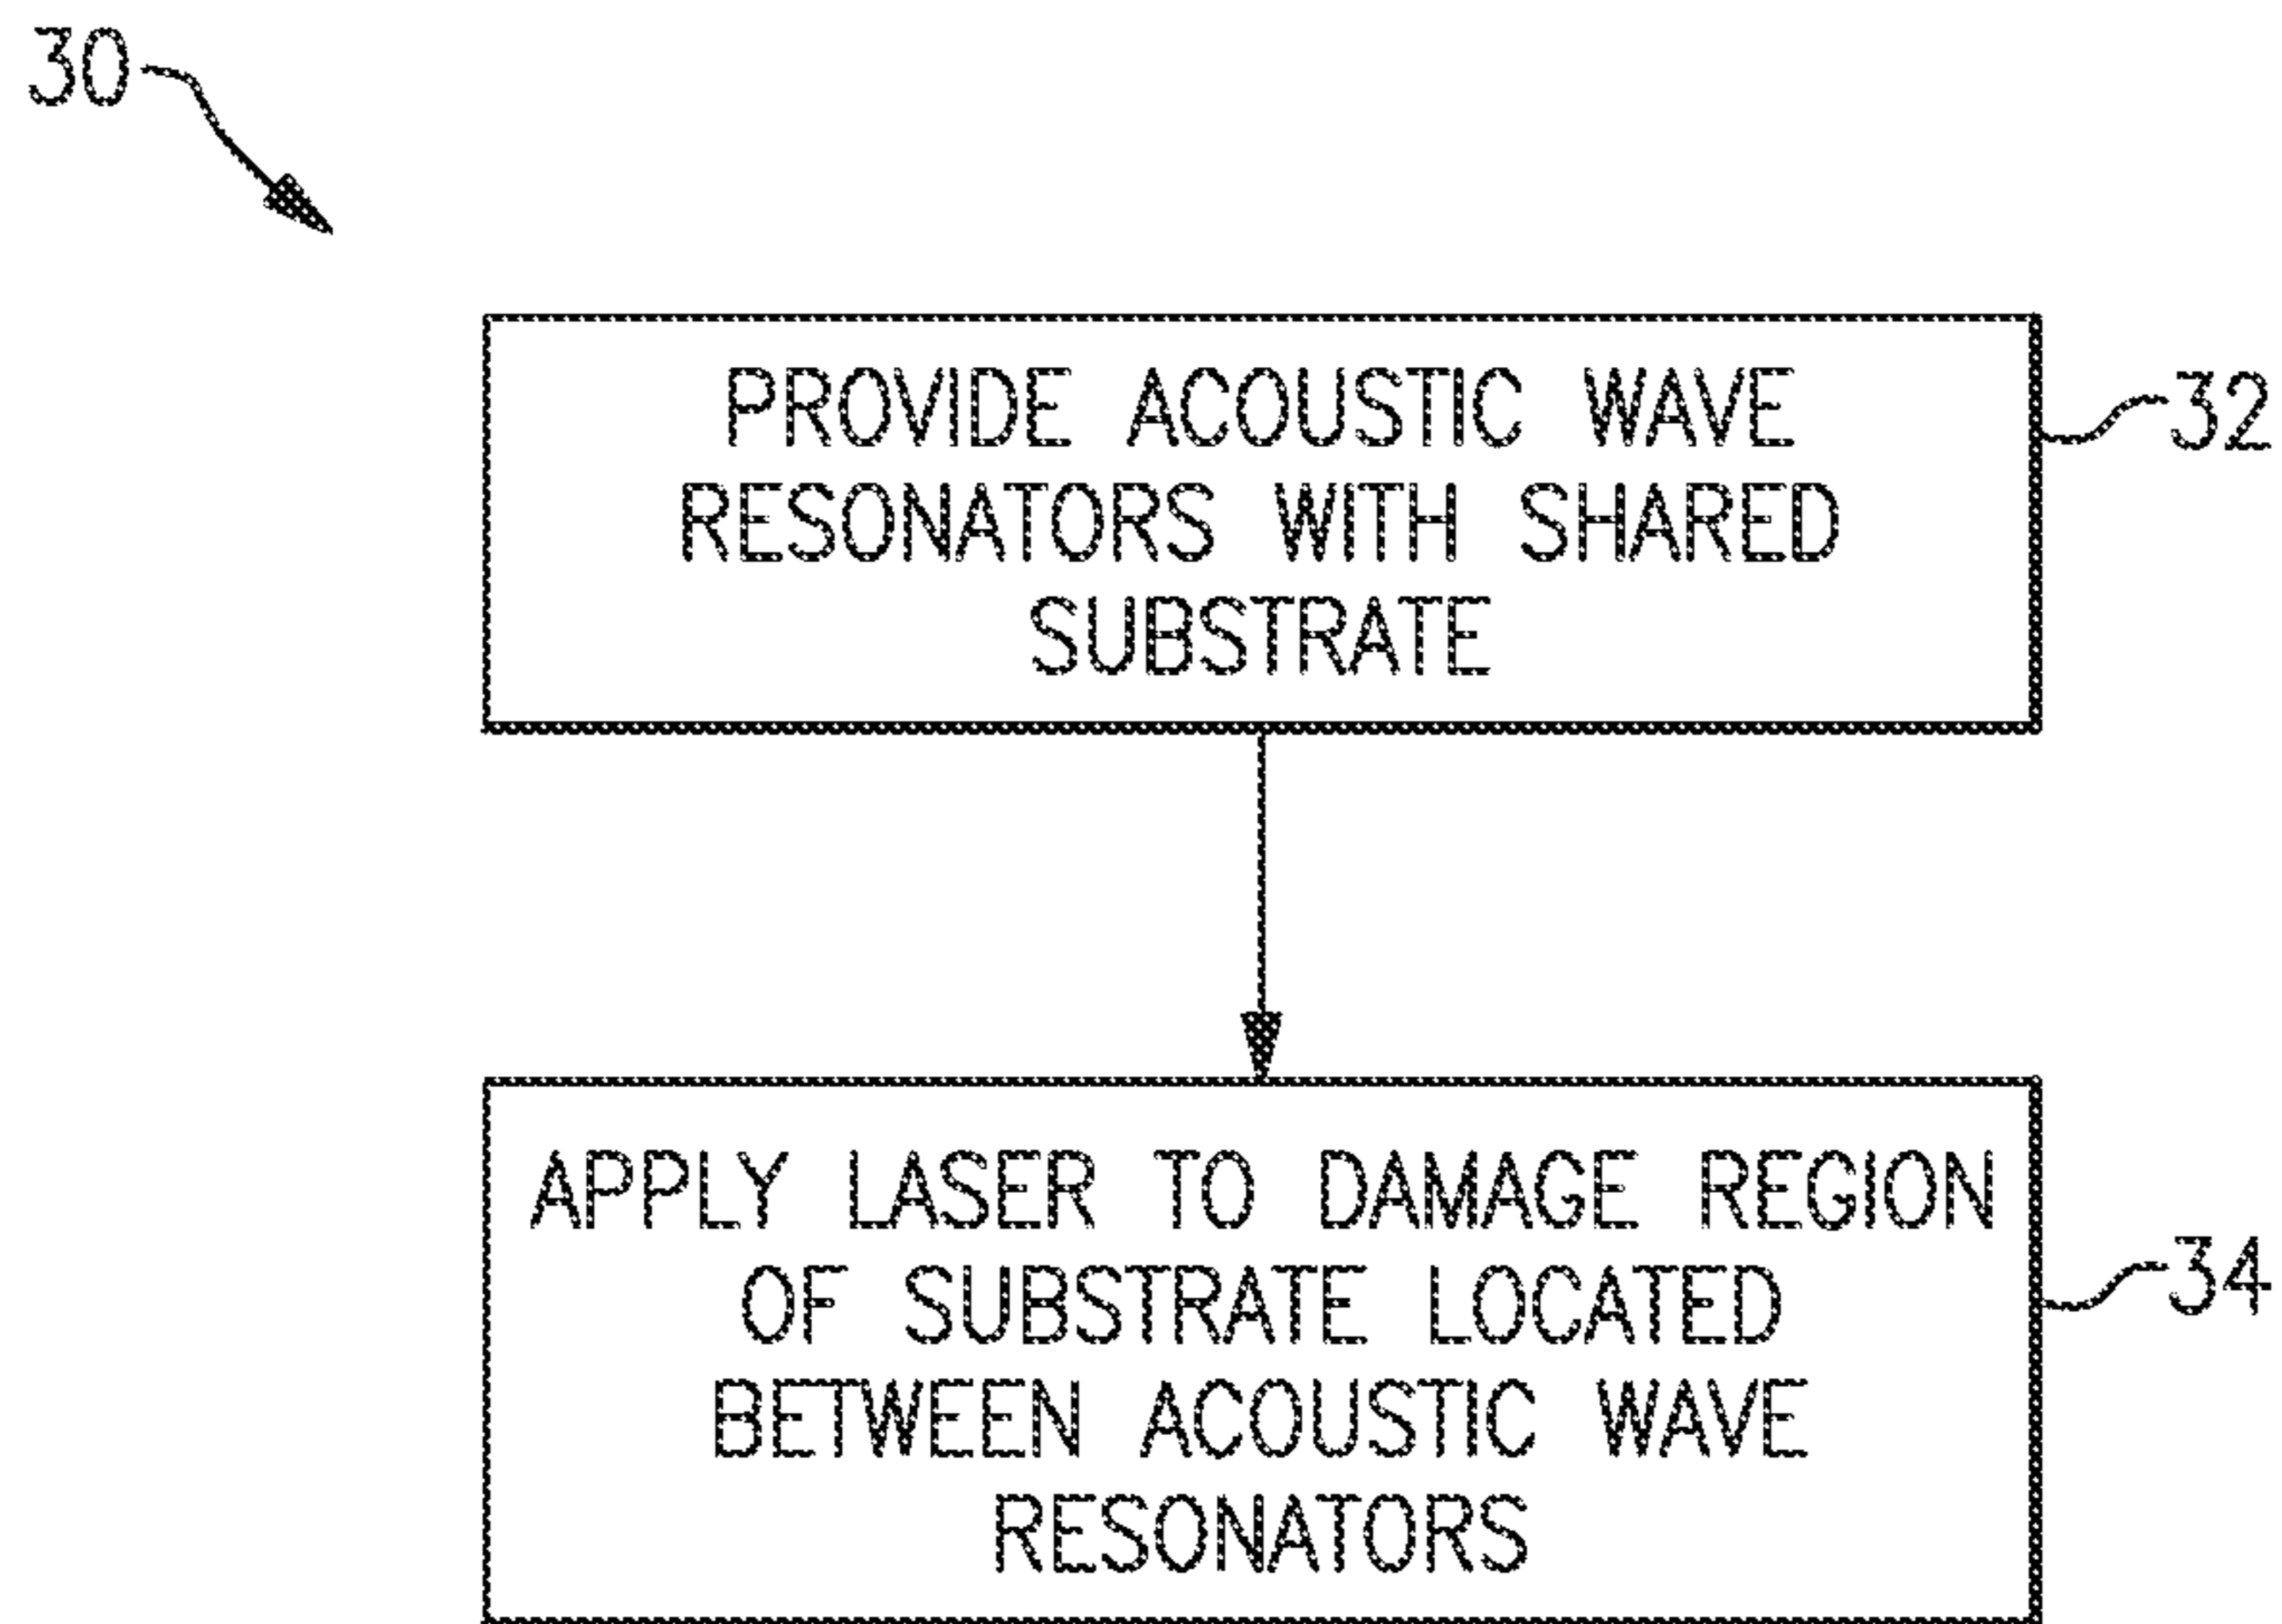 30
PROVIDE ACOUSTIC WAVE
RESONATORS WITH SHARED
SUBSTRATE
32
APPLY LASER TO DAMAGE REGION
OF SUBSTRATE LOCATED
BETWEEN ACOUSTIC WAVE
RESONATORS
34